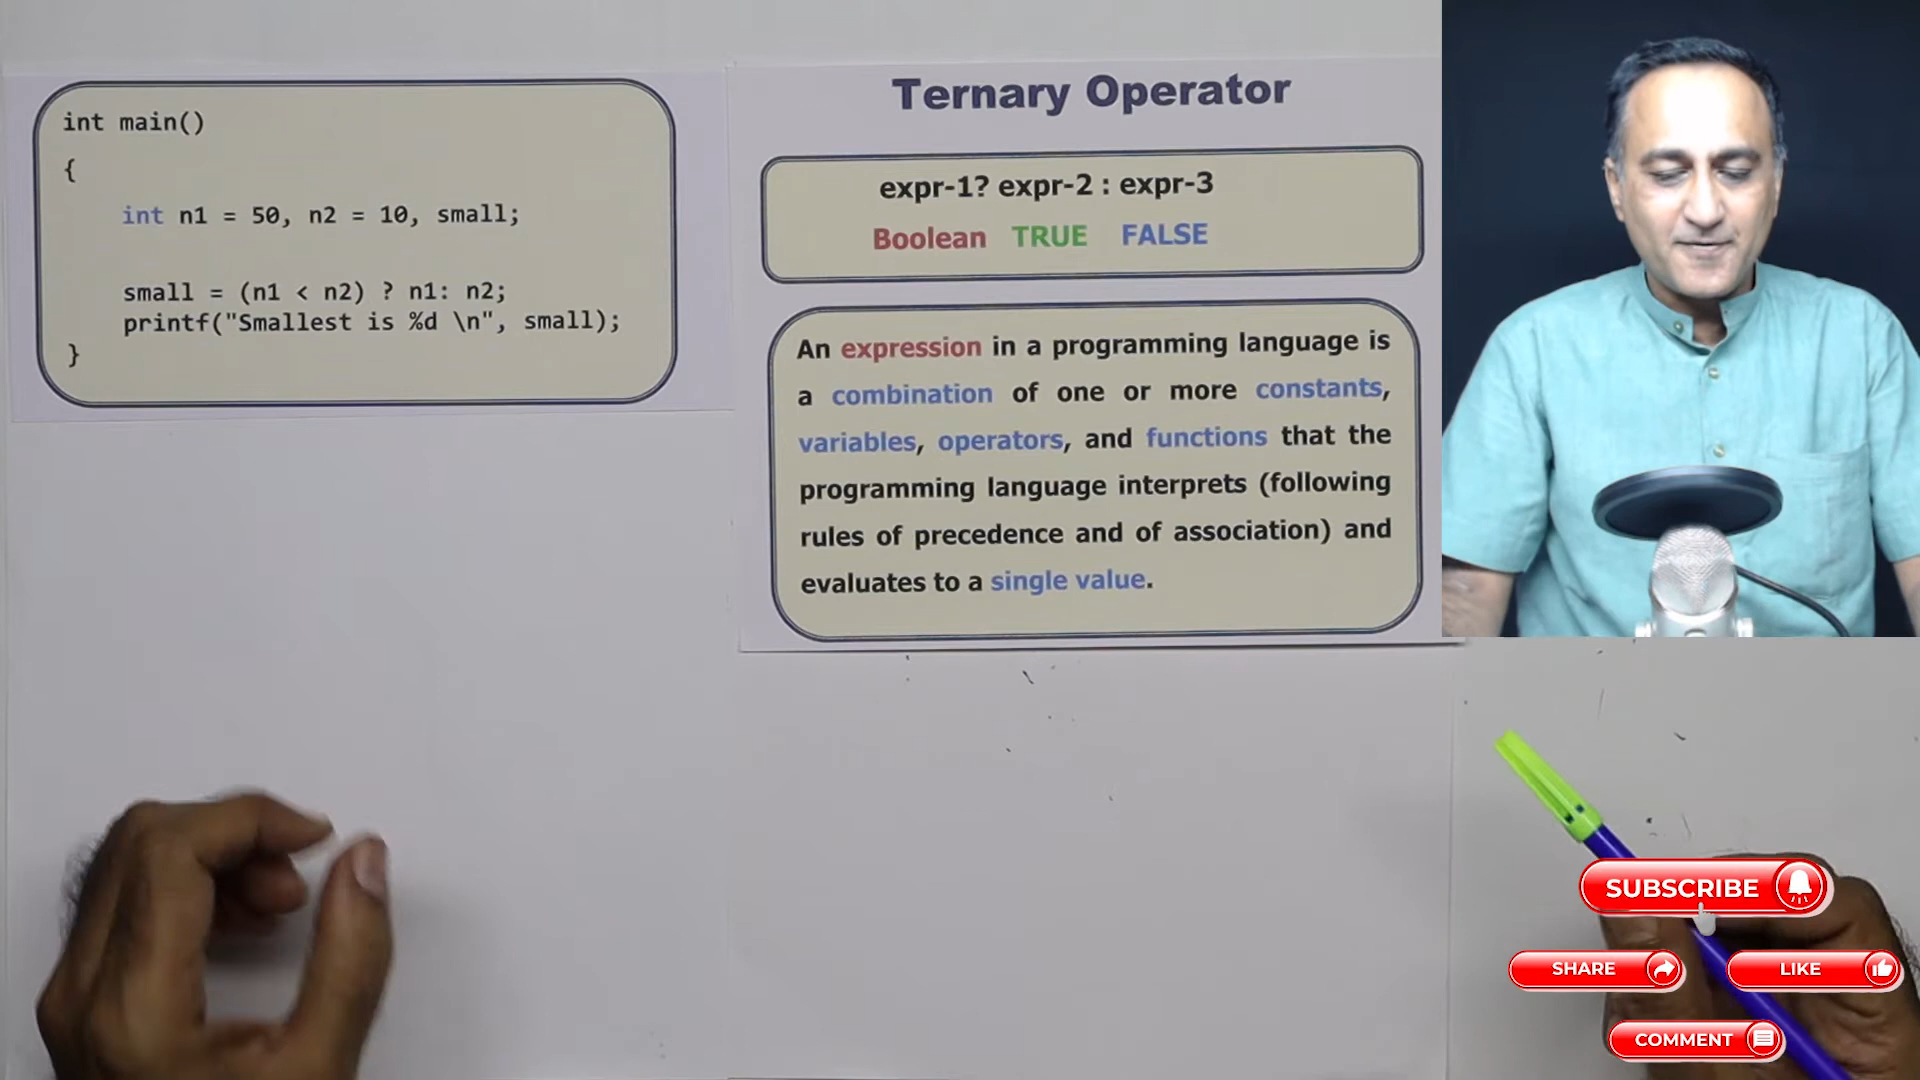 int main()
{
int n1 = 50, n2 = 10, small;
small = (n1 < n2) ? n1: n2;
printf("Smallest is %d \n", small);
}
Ternary Operator
expr-1? expr-2 : expr-3
Boolean TRUE FALSE
An expression in a programming language is
a combination of one or more constants,
variables, operators, and functions that the
programming language interprets (following
rules of precedence and of association) and
evaluates to a single value.
SUBSCRIBE
SHARE
LIKE
COMMENT